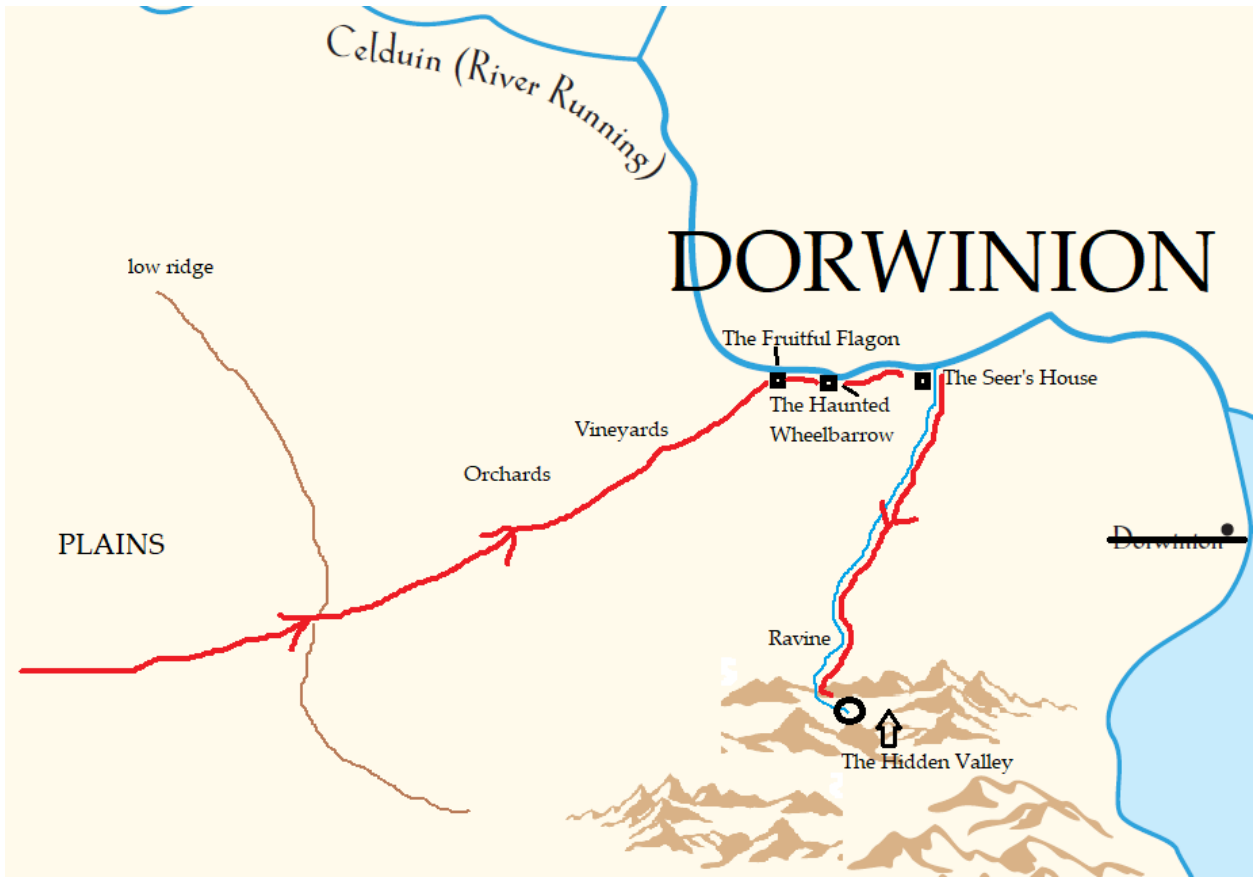 Celduin (River Running)
DORWINION
low ridge
The Fruitful Flagon
The Seer's House
The Haunted
Wheelbarrow
Vineyards
Orchards
PLAINS
Dorwinion
Ravine
The Hidden Valley